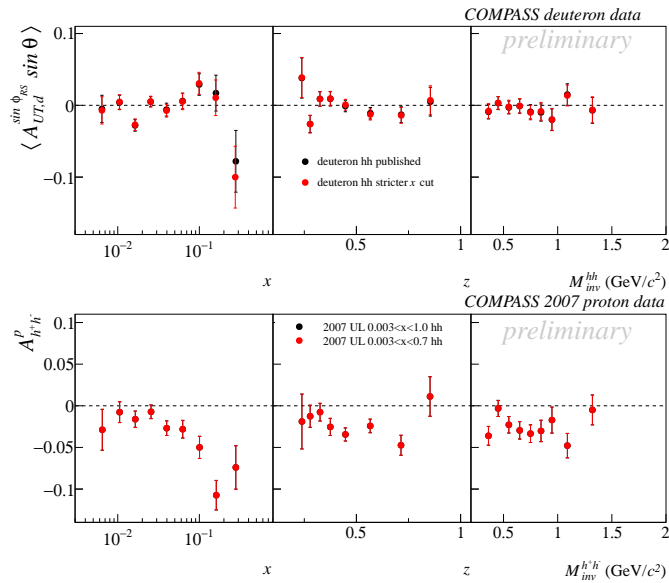 COMPASS deuteron data
preliminary
⟨ A^{sin ϕ_{RS}}_{UT,d} sin θ ⟩
0
−0.1
deuteron hh published
deuteron hh stricter x cut
10⁻² 10⁻¹ 0.5 1 0.5 1 1.5 2
x z M^{hh}_{inv} (GeV/c²)
COMPASS 2007 proton data
preliminary
A^p_{h⁺h⁻}
0.1
0.05
0
−0.05
−0.1
2007 UL 0.003<x<1.0 hh
2007 UL 0.003<x<0.7 hh
10⁻² 10⁻¹ 0.5 1 0.5 1 1.5 2
x z M^{h⁺h⁻}_{inv} (GeV/c²)